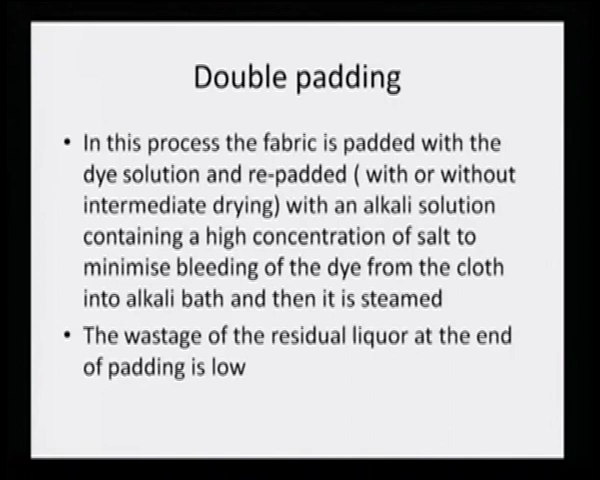 Double padding
• In this process the fabric is padded with the
dye solution and re-padded ( with or without
intermediate drying) with an alkali solution
containing a high concentration of salt to
minimise bleeding of the dye from the cloth
into alkali bath and then it is steamed
• The wastage of the residual liquor at the end
of padding is low